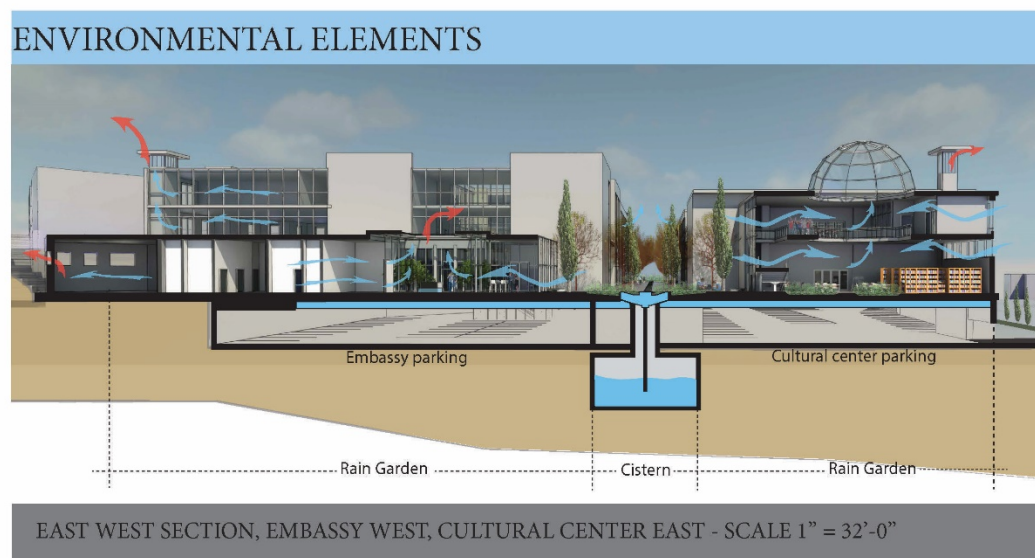 ENVIRONMENTAL ELEMENTS
Embassy parking
Cultural center parking
Rain Garden
Cistern
Rain Garden
EAST WEST SECTION, EMBASSY WEST, CULTURAL CENTER EAST - SCALE 1” = 32’-0”